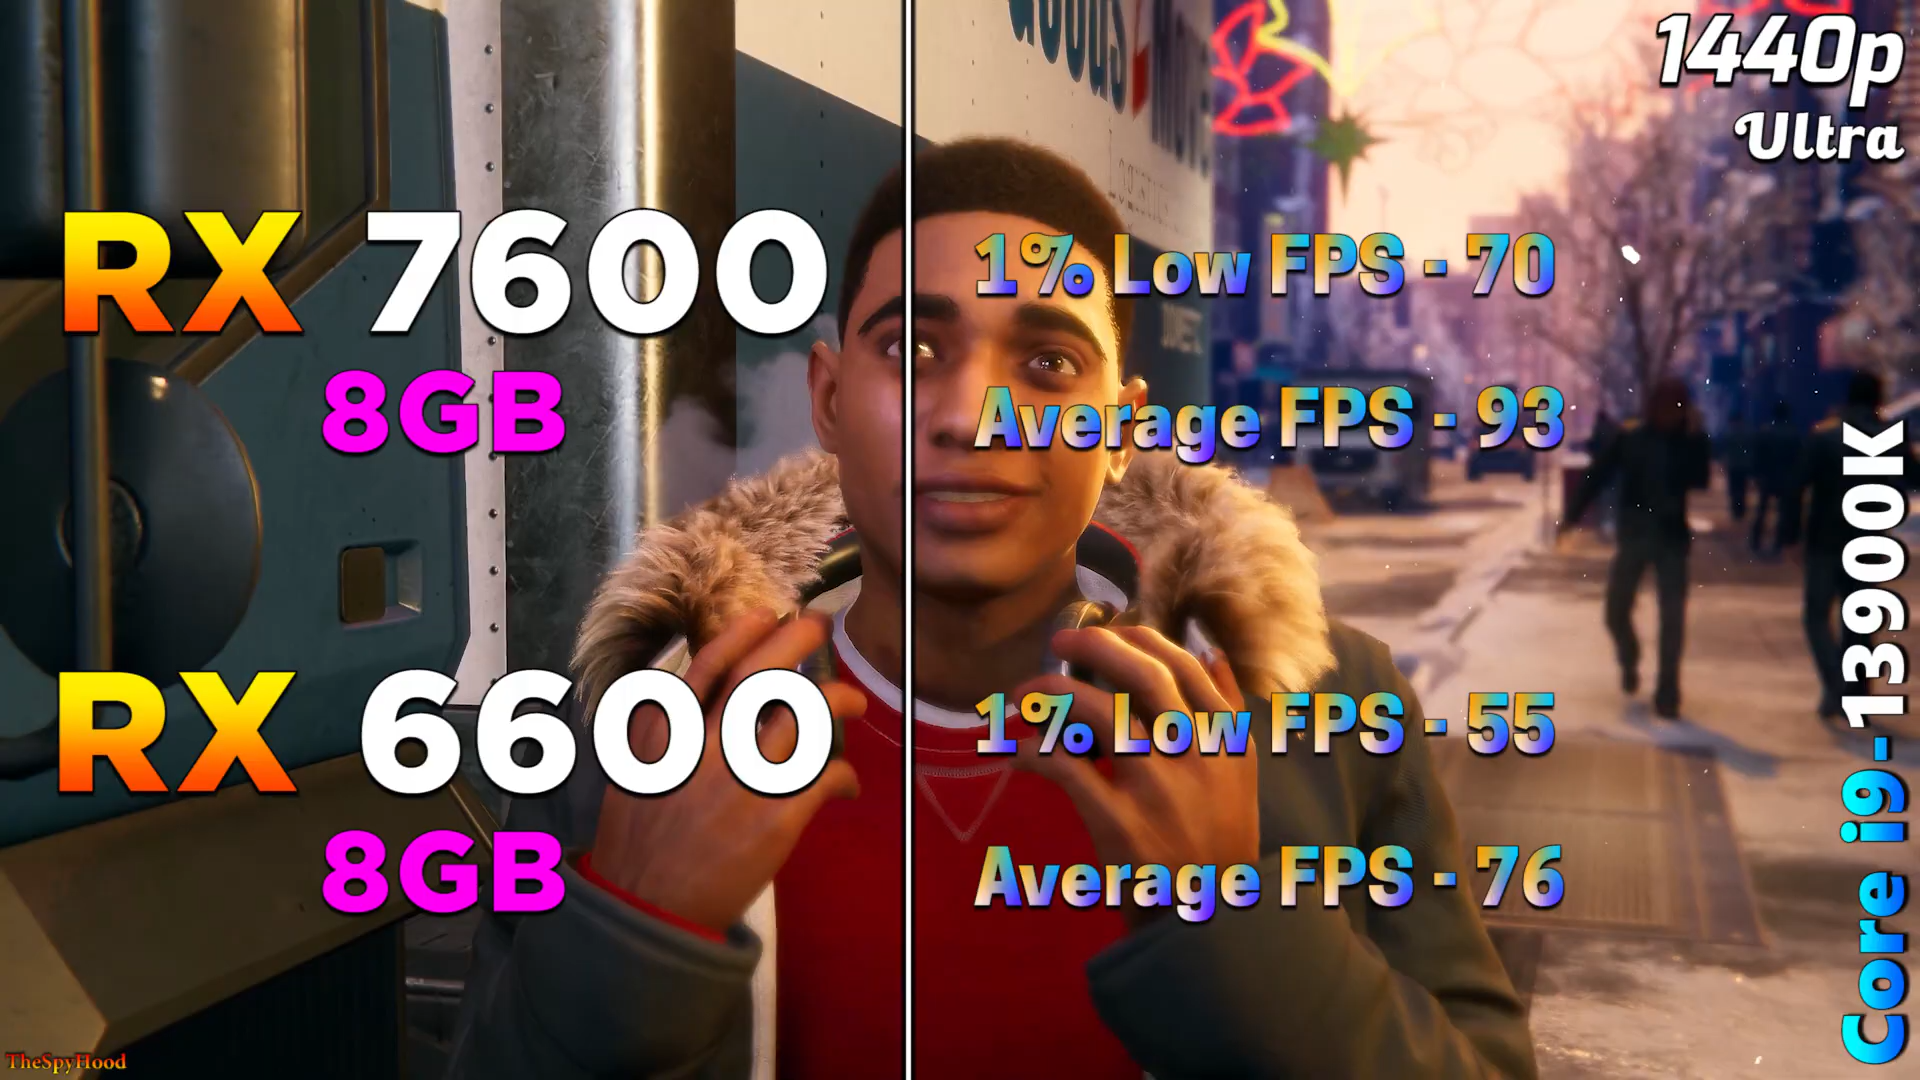 Goods
1440p
Ultra
RX 7600
8GB
1% Low FPS - 70
Average FPS - 93
RX 6600
8GB
1% Low FPS - 55
Average FPS - 76
Core i9-13900K
TheSpyHood